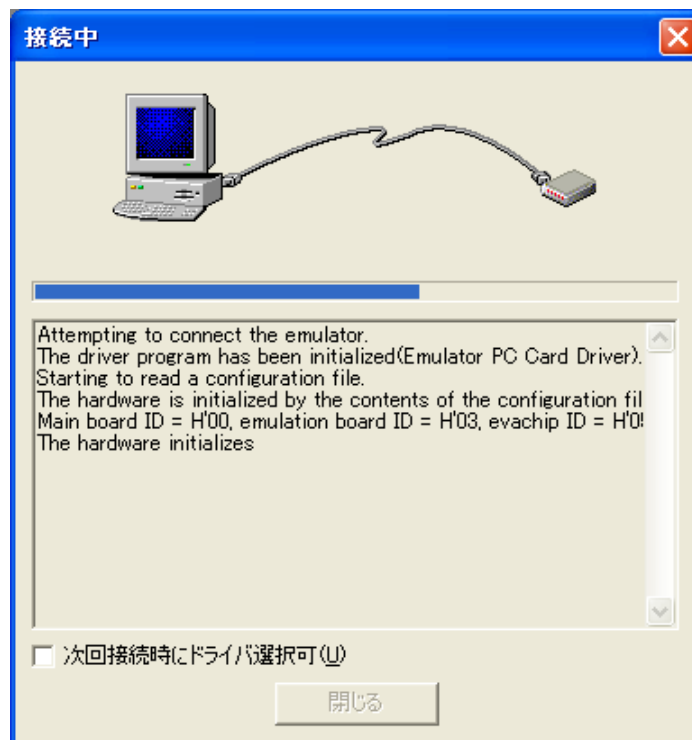 接続中
Attempting to connect the emulator.
The driver program has been initialized(Emulator PC Card Driver).
Starting to read a configuration file.
The hardware is initialized by the contents of the configuration fil
Main board ID = H'00, emulation board ID = H'03, evachip ID = H'0
The hardware initializes
次回接続時にドライバ選択可(U)
閉じる